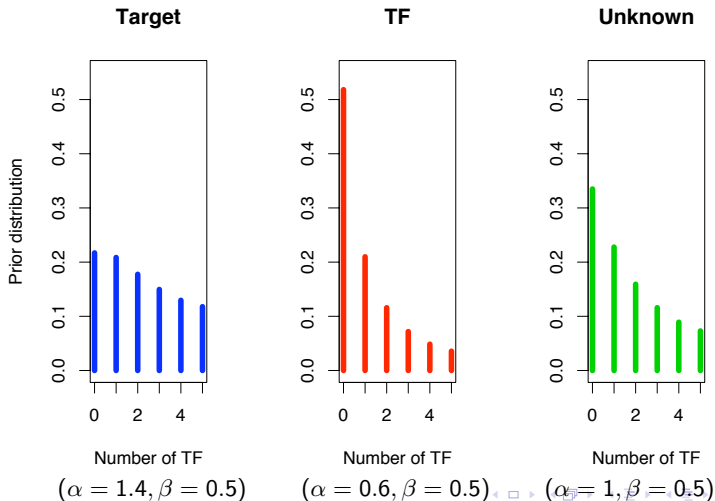 Target
TF
Unknown
Prior distribution
0.0 0.1 0.2 0.3 0.4 0.5
0 2 4
Number of TF
(α = 1.4, β = 0.5)
0.0 0.1 0.2 0.3 0.4 0.5
0 2 4
Number of TF
(α = 0.6, β = 0.5)
0.0 0.1 0.2 0.3 0.4 0.5
0 2 4
Number of TF
(α = 1, β = 0.5)